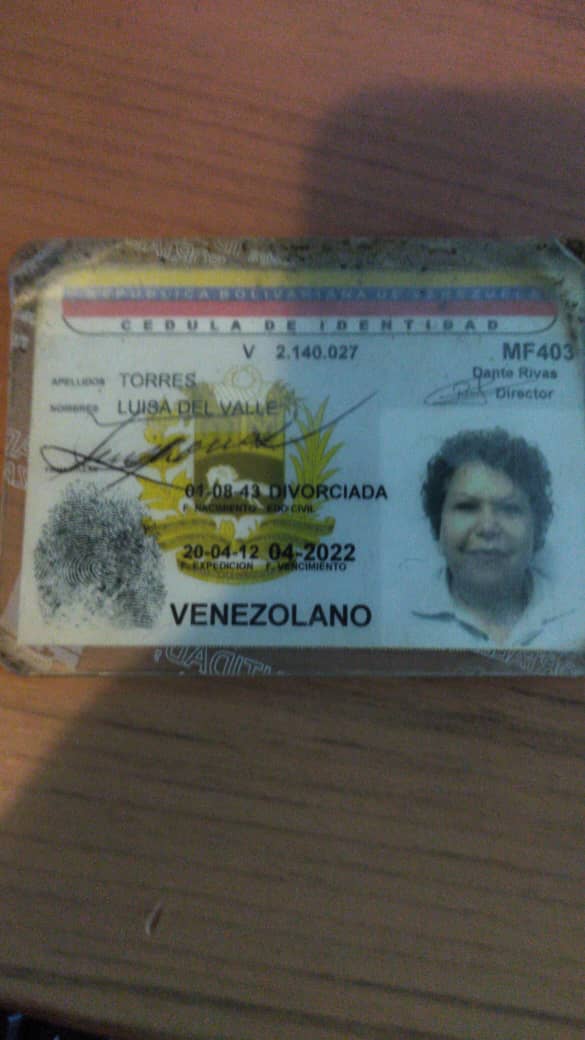 REPUBLICA BOLIVARIANA DE VENEZUELA
CEDULA DE IDENTIDAD
V 2.140.027 MF403
APELLIDOS TORRES
Dante Rivas
Director
NOMBRES LUISA DEL VALLE
01-08-43 DIVORCIADA
F. NACIMIENTO EDO CIVIL
20-04-12 04-2022
F. EXPEDICION F. VENCIMIENTO
VENEZOLANO